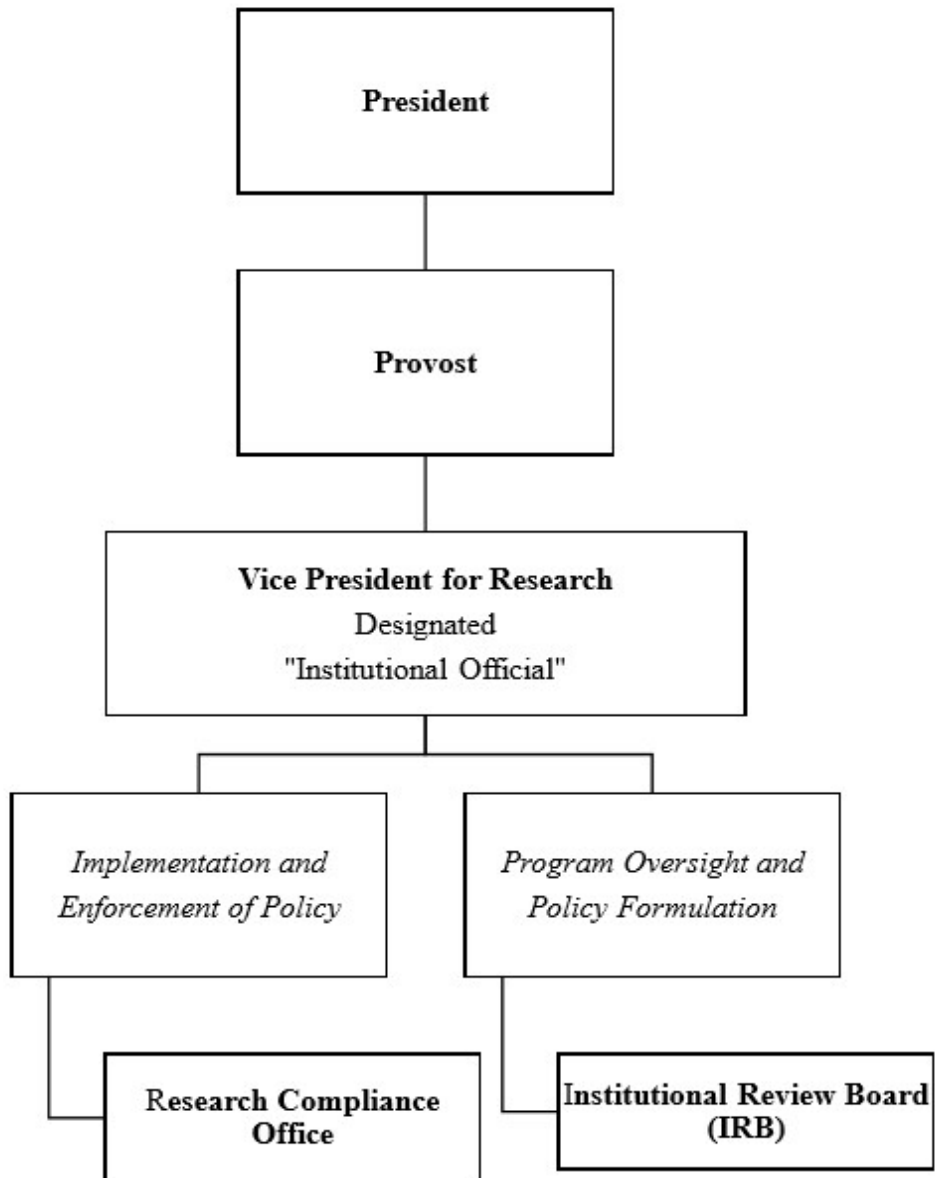 President
Provost
Vice President for Research
Designated
"Institutional Official"
Implementation and
Enforcement of Policy
Program Oversight and
Policy Formulation
Research Compliance
Office
Institutional Review Board
(IRB)